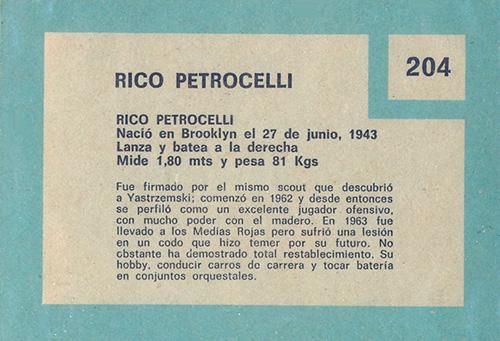 204
RICO PETROCELLI
RICO PETROCELLI
Nació en Brooklyn el 27 de junio, 1943
Lanza y batea a la derecha
Mide 1,80 mts y pesa 81 Kgs
Fue firmado por el mismo scout que descubrió
a Yastrzemski; comenzó en 1962 y desde entonces
se perfiló como un excelente jugador ofensivo,
con mucho poder con el madero. En 1963 fue
llevado a los Medias Rojas pero sufrió una lesión
en un codo que hizo temer por su futuro. No
obstante ha demostrado total restablecimiento. Su
hobby, conducir carros de carrera y tocar batería
en conjuntos orquestales.